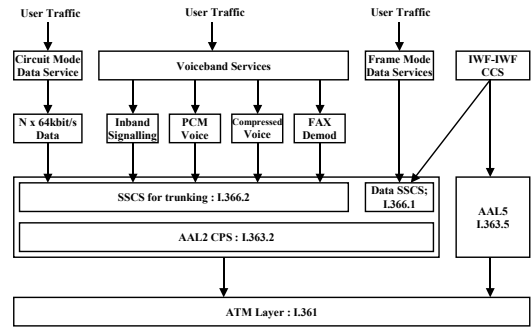 User Traffic
User Traffic
User Traffic
Circuit Mode
Data Service
Voiceband Services
Frame Mode
Data Services
IWF-IWF
CCS
N x 64kbit/s
Data
Inband
Signalling
PCM
Voice
Compressed
Voice
FAX
Demod
SSCS for trunking : I.366.2
Data SSCS;
I.366.1
AAL5
I.363.5
AAL2 CPS : I.363.2
ATM Layer : I.361